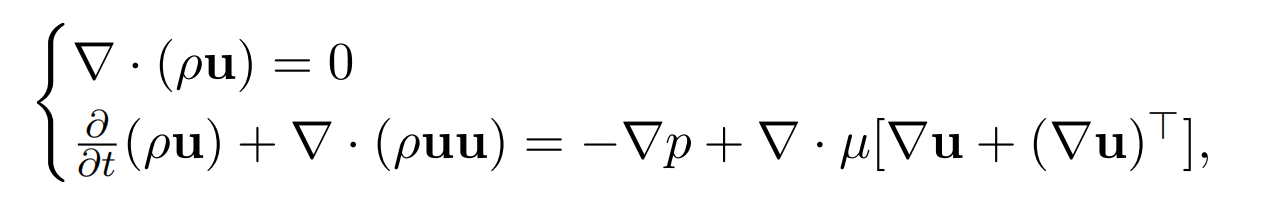 ∇ · (ρ𝐮) = 0
∂/∂t(ρ𝐮) + ∇ · (ρ𝐮𝐮) = −∇p + ∇ · μ[∇𝐮 + (∇𝐮)⊤],